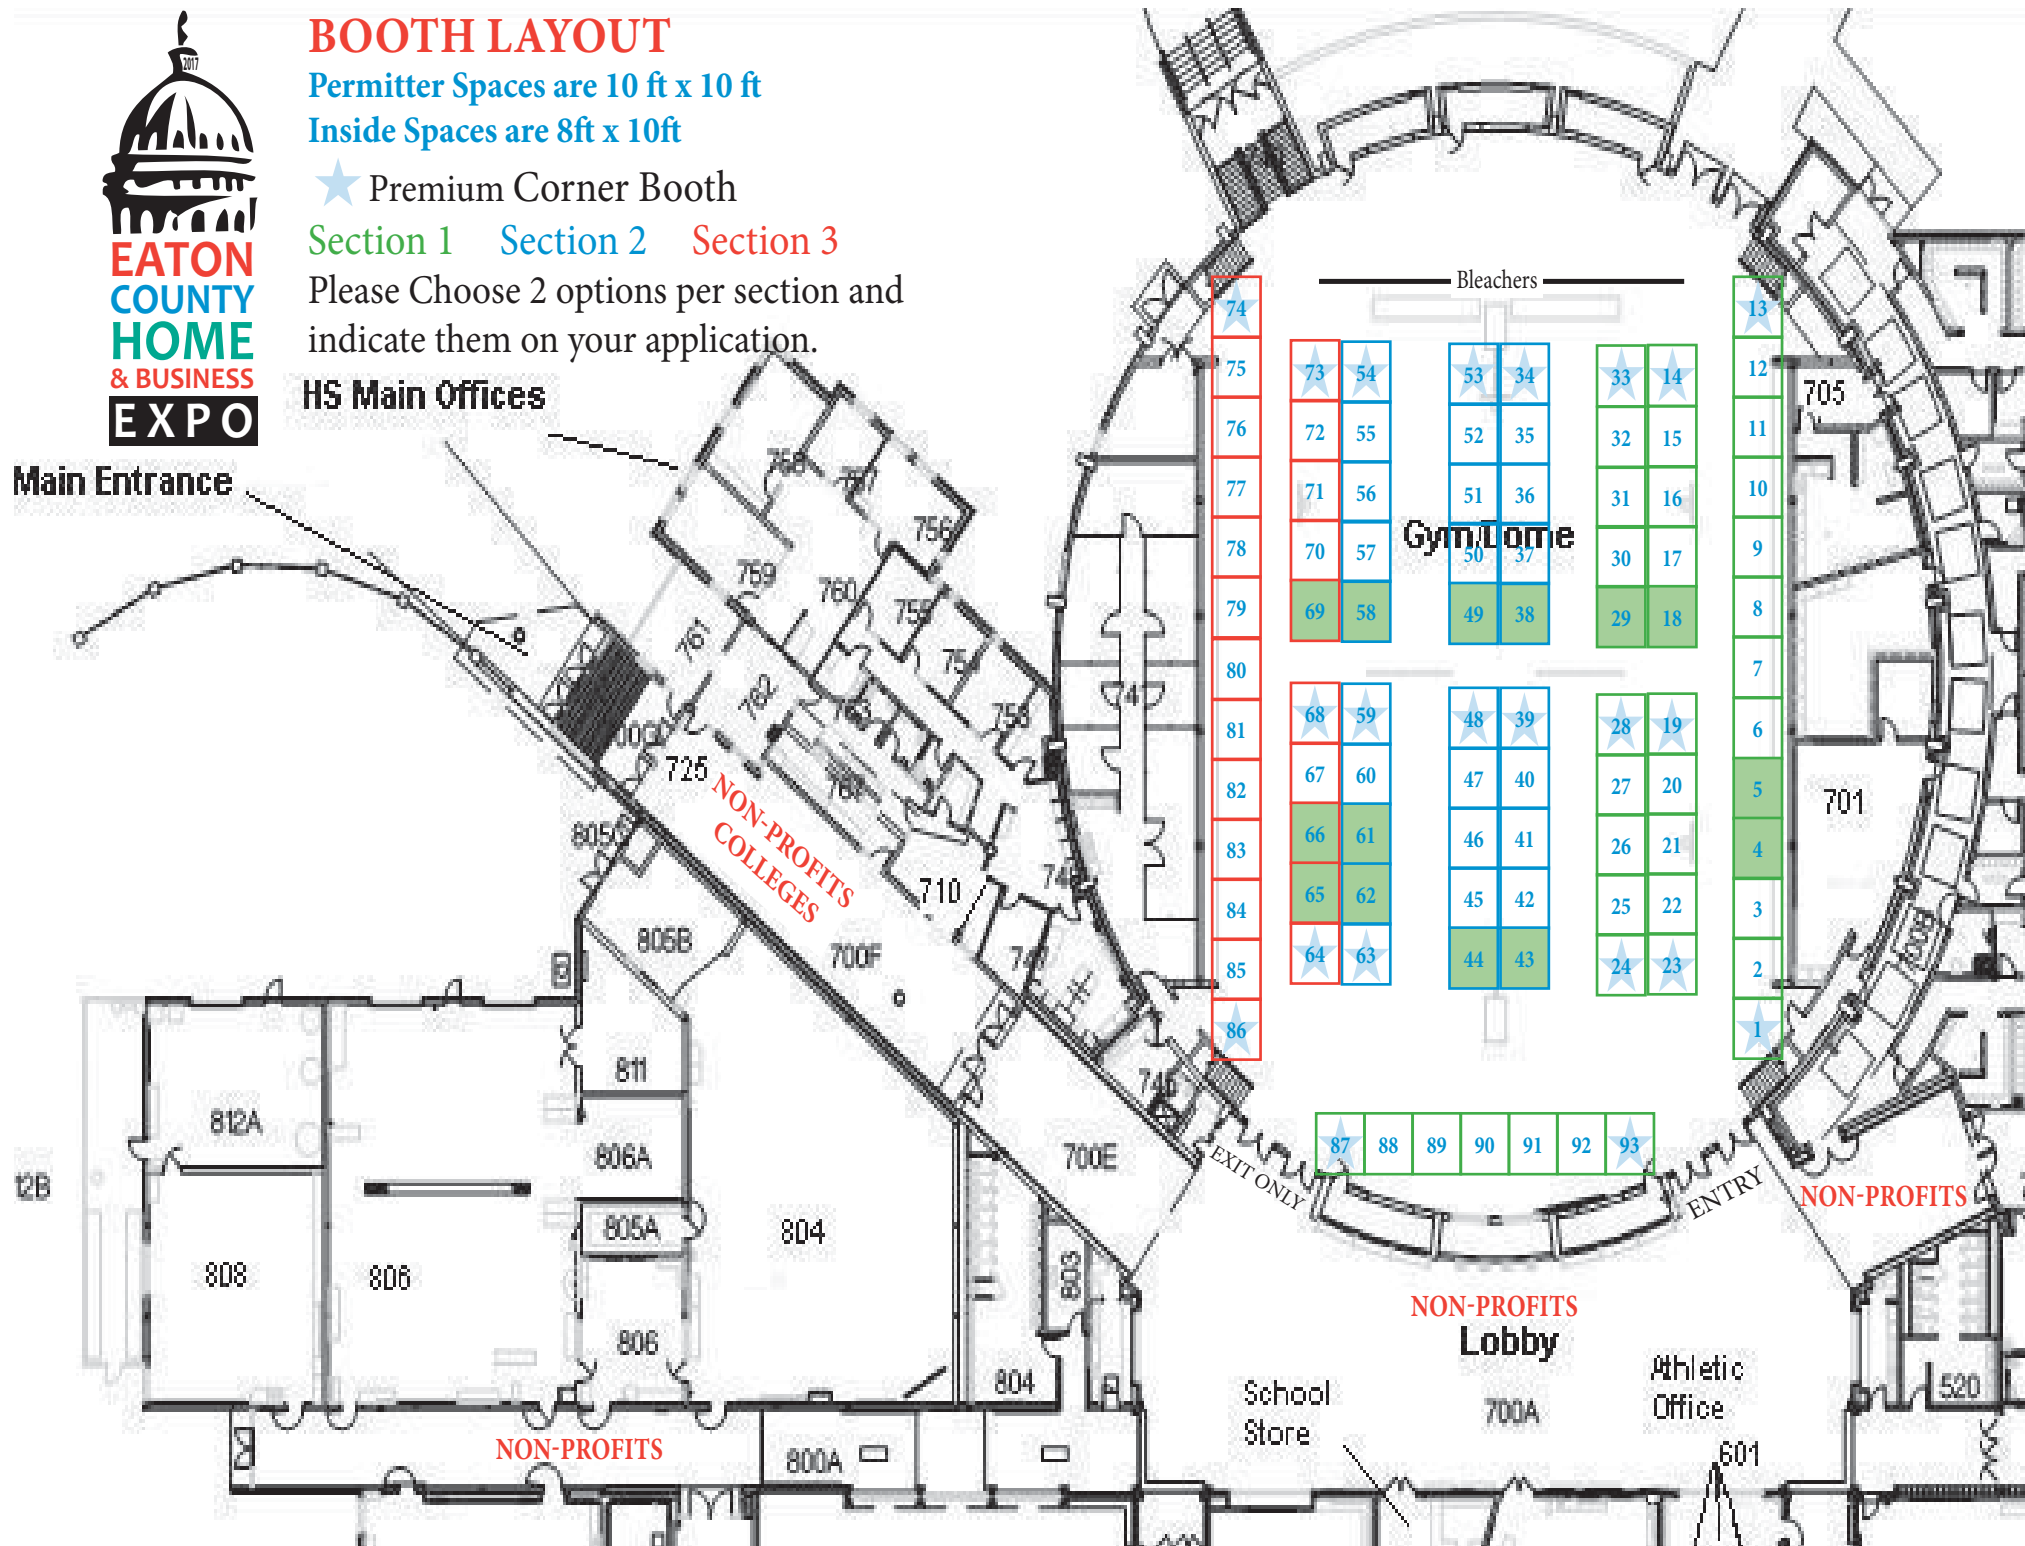 2017
EATON
COUNTY
HOME
& BUSINESS
EXPO
BOOTH LAYOUT
Permitter Spaces are 10 ft x 10 ft
Inside Spaces are 8ft x 10ft
Premium Corner Booth
Section 1 Section 2 Section 3
Please Choose 2 options per section and
indicate them on your application.
HS Main Offices
Main Entrance
Bleachers
74 13
73 54 53 34 33 14
75 12
72 55 52 35 32 15
76 11
71 56 51 36 31 16
77 10
Gym/Dome
70 57 50 37 30 17
78 9
69 58 49 38 29 18
79 8
80 7
68 59 48 39 28 19
81 6
67 60 47 40 27 20
82 5
66 61 46 41 26 21
83 4
65 62 45 42 25 22
84 3
64 63 44 43 24 23
85 2
86 1
87 88 89 90 91 92 93
EXIT ONLY
ENTRY
705
701
756
759
760
755
761
762
754
753
725
NON-PROFITS
COLLEGES
710
700F
805B
811
812A
806A
12B
805A
804
808
806
806
803
804
700E
NON-PROFITS
NON-PROFITS
Lobby
700A
School
Store
Athletic
Office
601
520
NON-PROFITS
800A